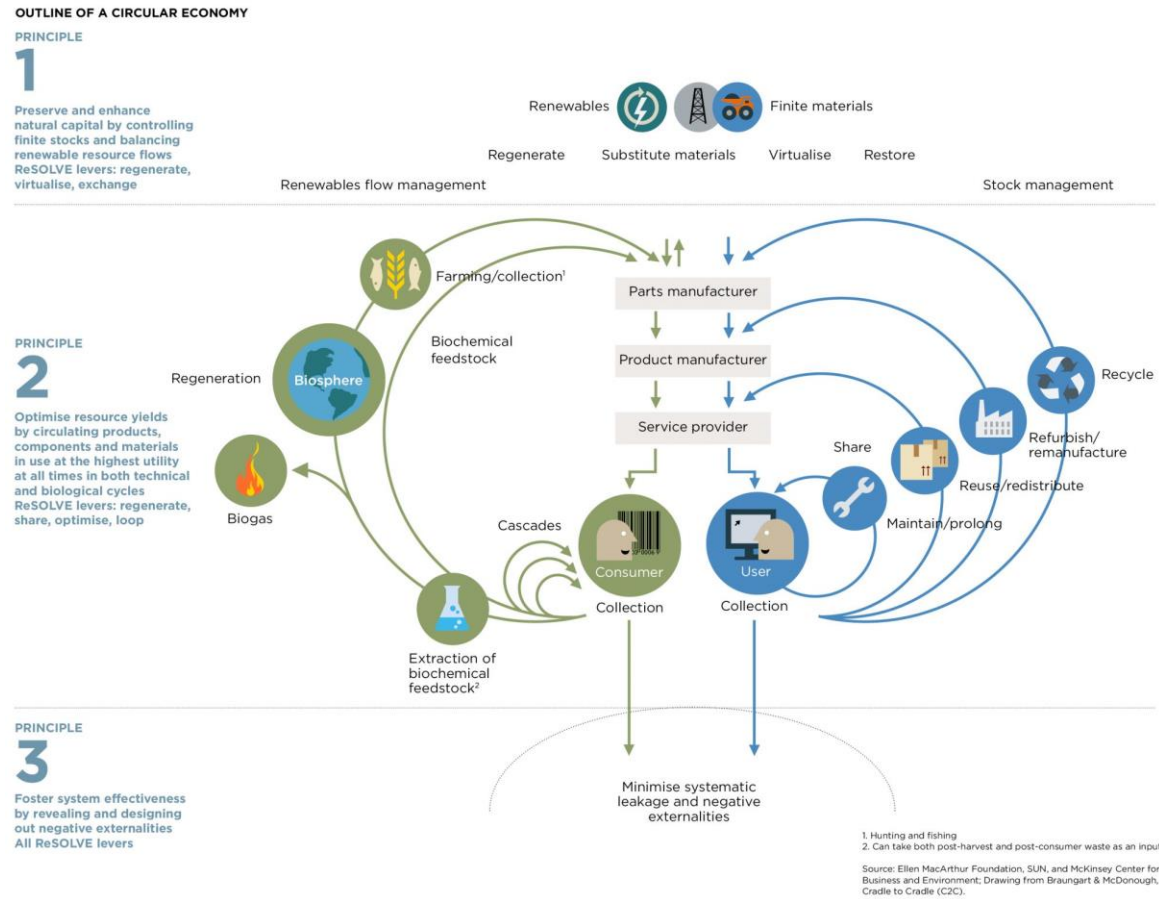 OUTLINE OF A CIRCULAR ECONOMY
PRINCIPLE
1
Preserve and enhance
natural capital by controlling
finite stocks and balancing
renewable resource flows
ReSOLVE levers: regenerate,
virtualise, exchange
Renewables
Finite materials
Regenerate
Substitute materials
Virtualise
Restore
Renewables flow management
Stock management
PRINCIPLE
2
Optimise resource yields
by circulating products,
components and materials
in use at the highest utility
at all times in both technical
and biological cycles
ReSOLVE levers: regenerate,
share, optimise, loop
Farming/collection¹
Biochemical
feedstock
Regeneration
Biosphere
Biogas
Cascades
Extraction of
biochemical
feedstock²
Parts manufacturer
Product manufacturer
Service provider
Consumer
Collection
User
Collection
Share
Maintain/prolong
Reuse/redistribute
Refurbish/
remanufacture
Recycle
PRINCIPLE
3
Foster system effectiveness
by revealing and designing
out negative externalities
All ReSOLVE levers
Minimise systematic
leakage and negative
externalities
1. Hunting and fishing
2. Can take both post-harvest and post-consumer waste as an input
Source: Ellen MacArthur Foundation, SUN, and McKinsey Center for
Business and Environment; Drawing from Braungart & McDonough,
Cradle to Cradle (C2C).